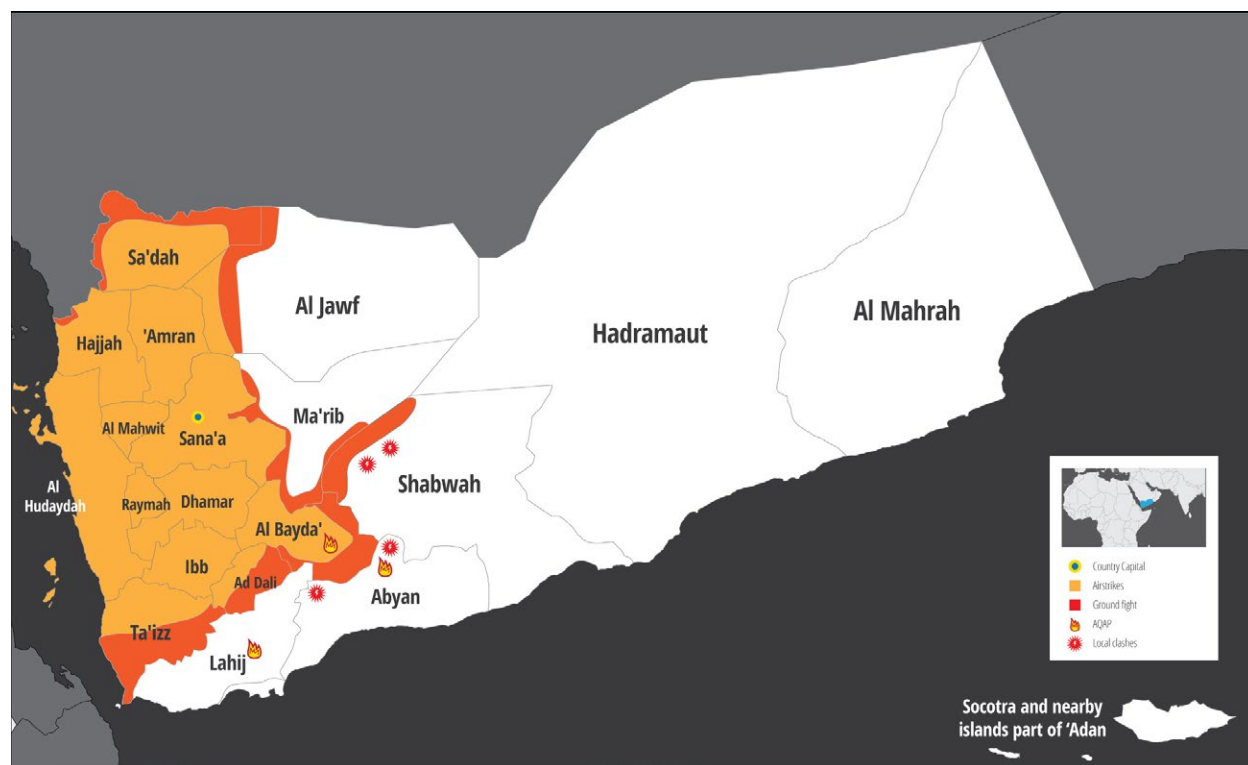 Sa'dah
Al Jawf
Hajjah
'Amran
Hadramaut
Al Mahrah
Al Mahwit
Sana'a
Ma'rib
Al
Hudaydah
Raymah
Dhamar
Shabwah
Al Bayda'
Ibb
Ad Dali
Abyan
Ta'izz
Lahij
Country Capital
Airstrikes
Ground fight
AQAP
Local clashes
Socotra and nearby
islands part of ‘Adan